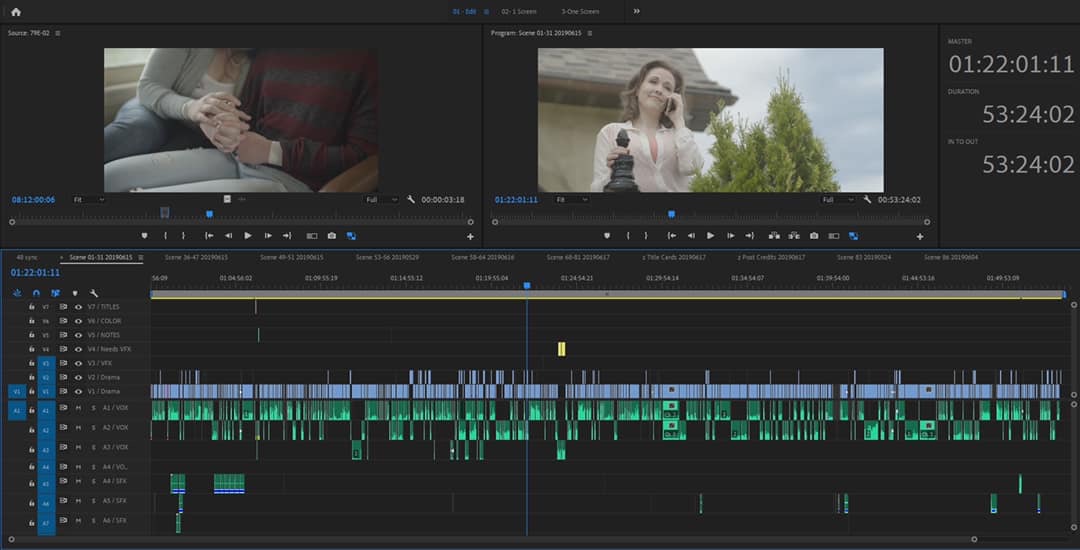 01 - Edit 02- 1 Screen 3-One Screen
Source: 79E-02
Program: Scene 01-31 20190615
MASTER
01:22:01:11
DURATION
53:24:02
IN TO OUT
53:24:02
08:12:00:06 Fit Full 00:00:03:18
01:22:01:11 Fit Full 00:53:24:02
48 sync Scene 01-31 20190615 Scene 36-47 20190615 Scene 49-51 20190615 Scene 53-56 20190529 Scene 58-64 20190616 Scene 60-81 20190617 z Title Cards 20190617 z Post Credits 20190617 Scene 83 20190524 Scene 86 20190604
01:22:01:11
:56:09 01:04:56:02 01:09:55:19 01:14:55:12 01:19:55:04 01:24:54:21 01:29:54:14 01:34:54:07 01:39:54:00 01:44:53:16 01:49:53:09
V7 V7 / TITLES
V6 V6 / COLOR
V5 V5 / NOTES
V4 V4 / Needs VFX
V3 V3 / VFX
V2 V2 / Drama
V1 V1 V1 / Drama
A1 A1 M S A1 / VOX
A2 M S A2 / VOX
A3 M S A3 / VOX
A4 M S A4 / VO...
A5 M S A4 / SFX
A6 M S A5 / SFX
A7 M S A6 / SFX